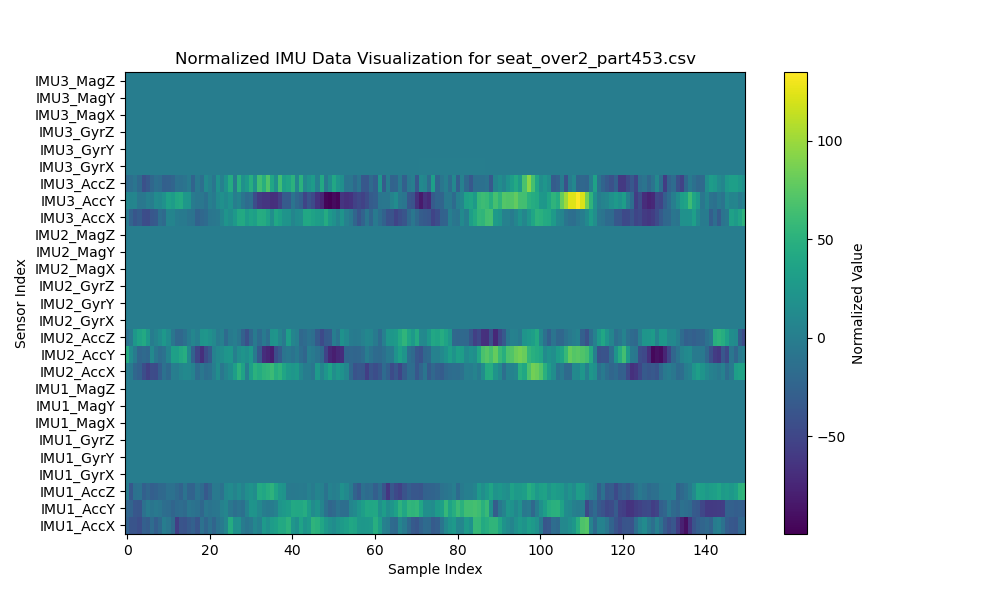 Normalized IMU Data Visualization for seat_over2_part453.csv
IMU3_MagZ
IMU3_MagY
IMU3_MagX
IMU3_GyrZ
IMU3_GyrY
IMU3_GyrX
IMU3_AccZ
IMU3_AccY
IMU3_AccX
IMU2_MagZ
IMU2_MagY
IMU2_MagX
IMU2_GyrZ
IMU2_GyrY
IMU2_GyrX
IMU2_AccZ
IMU2_AccY
IMU2_AccX
IMU1_MagZ
IMU1_MagY
IMU1_MagX
IMU1_GyrZ
IMU1_GyrY
IMU1_GyrX
IMU1_AccZ
IMU1_AccY
IMU1_AccX
Sensor Index
0 20 40 60 80 100 120 140
Sample Index
100
50
0
−50
Normalized Value